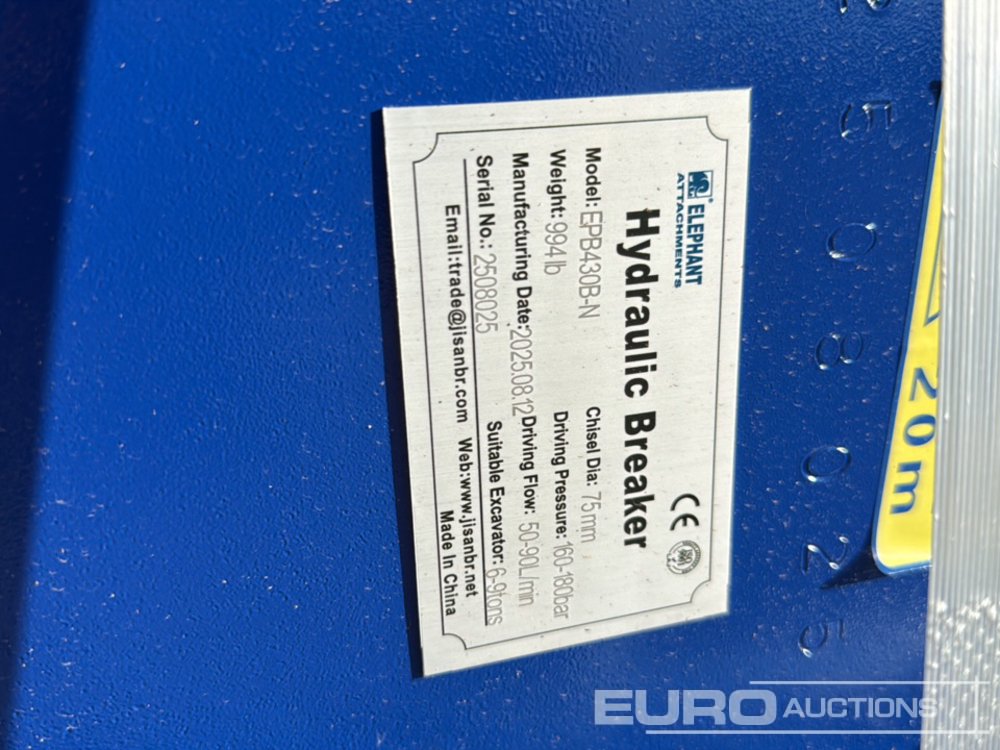 ELEPHANT
ATTACHMENTS
CE
Hydraulic Breaker
Model: EPB430B-N
Chisel Dia: 75mm
Weight: 994lb
Driving Pressure: 160-180bar
Manufacturing Date: 2025.08.12
Driving Flow: 50-90L/min
Serial No.: 2508025
Suitable Excavator: 6-9tons
Email:trade@jisanbr.com Web:www.jisanbr.net
Made In China
2508025
20m
EURO AUCTIONS